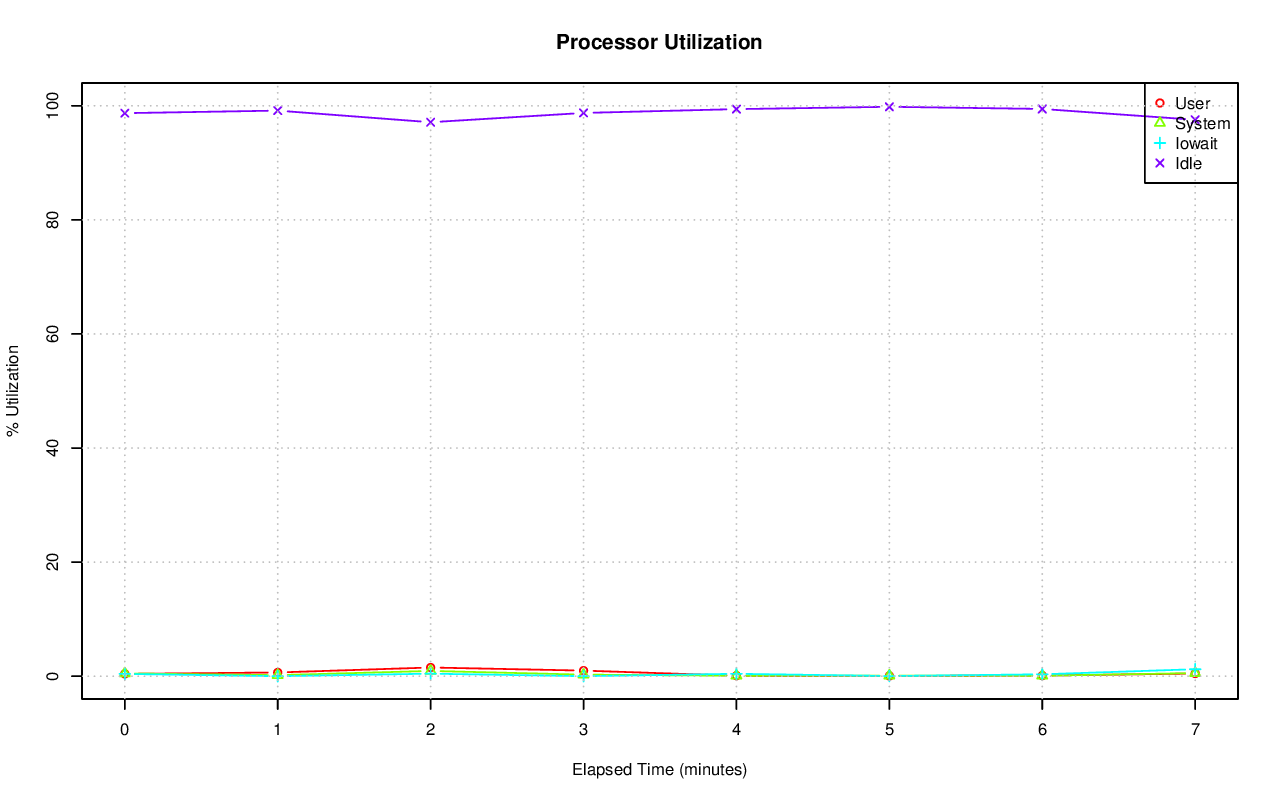 Processor Utilization
User
System
Iowait
Idle
100
80
60
40
20
0
% Utilization
0 1 2 3 4 5 6 7
Elapsed Time (minutes)